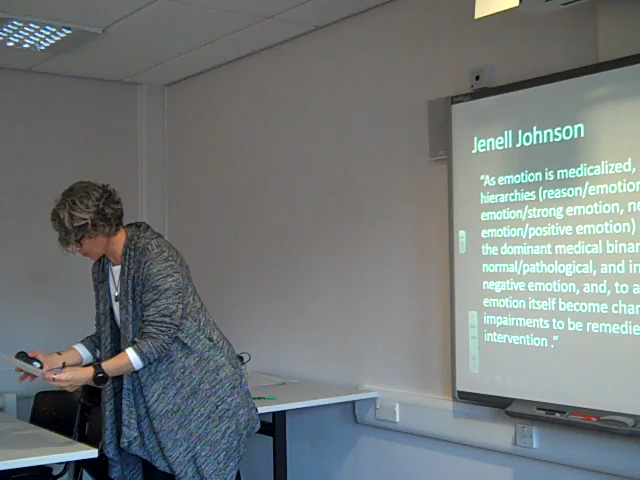 Jenell Johnson
"As emotion is medicalized,
hierarchies (reason/emotion
emotion/strong emotion, ne
emotion/positive emotion)
the dominant medical binar
normal/pathological, and in
negative emotion, and, to a
emotion itself become char
impairments to be remedie
intervention ."